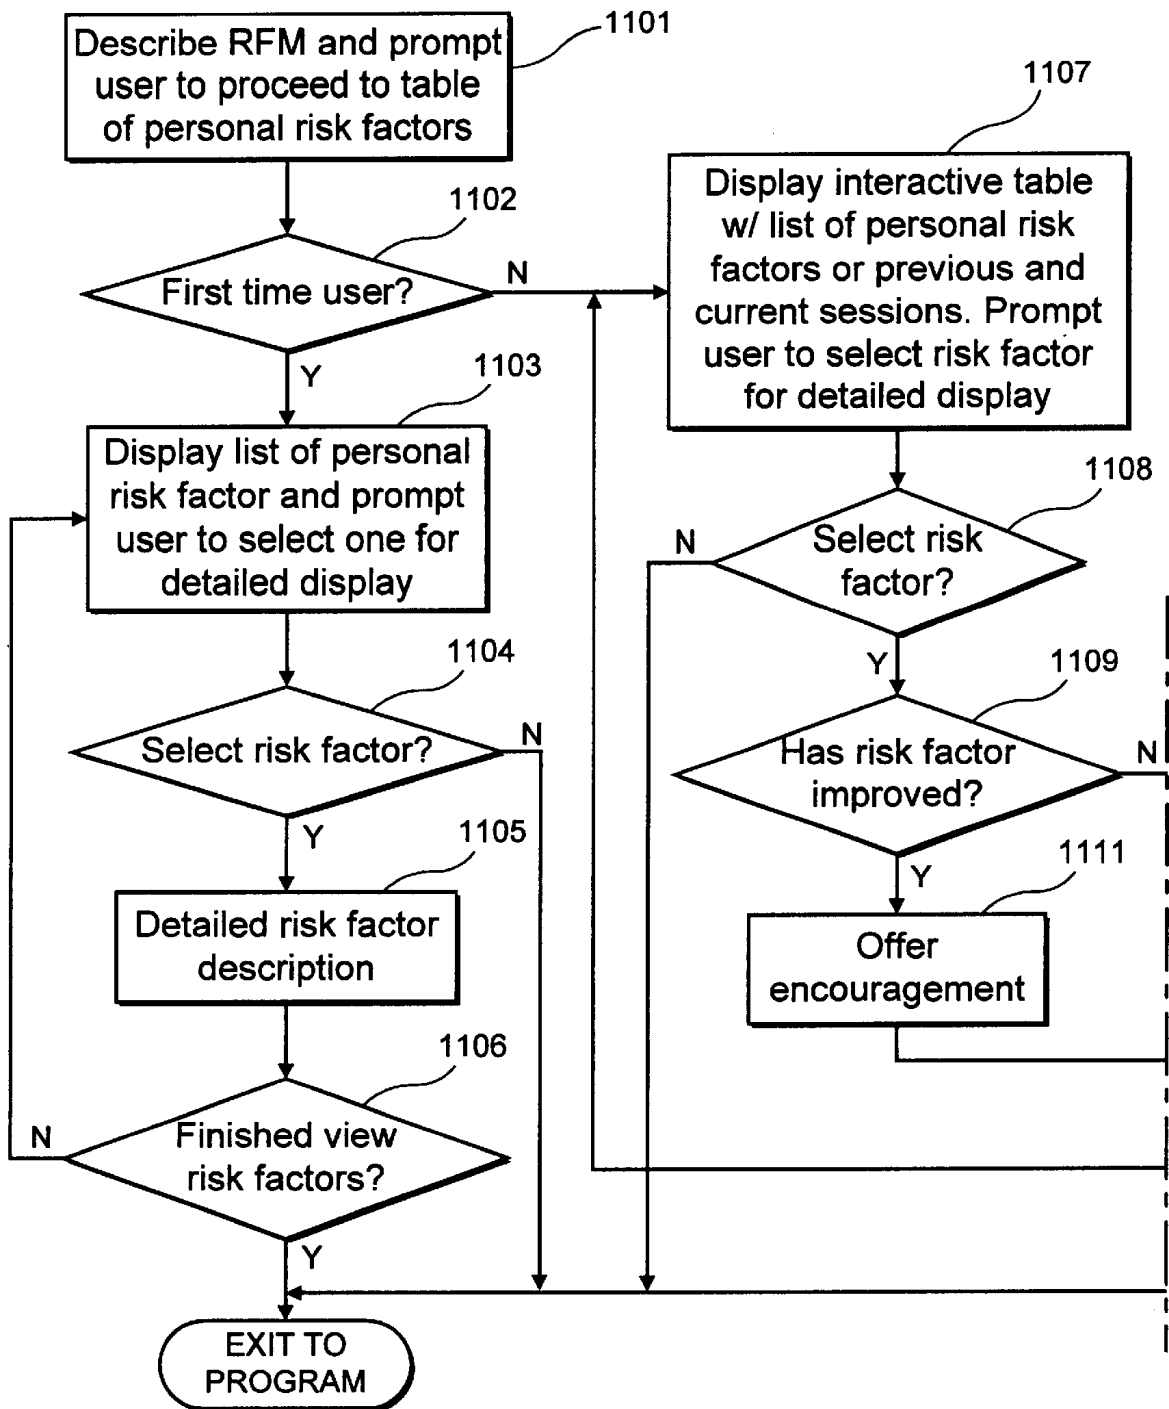 1101
Describe RFM and prompt
user to proceed to table
of personal risk factors
1102
First time user?
N
Y
1103
Display list of personal
risk factor and prompt
user to select one for
detailed display
1104
Select risk factor?
N
Y
1105
Detailed risk factor
description
1106
Finished view
risk factors?
N
Y
EXIT TO
PROGRAM
1107
Display interactive table
w/ list of personal risk
factors or previous and
current sessions. Prompt
user to select risk factor
for detailed display
1108
Select risk
factor?
N
Y
1109
Has risk factor
improved?
N
Y
1111
Offer
encouragement